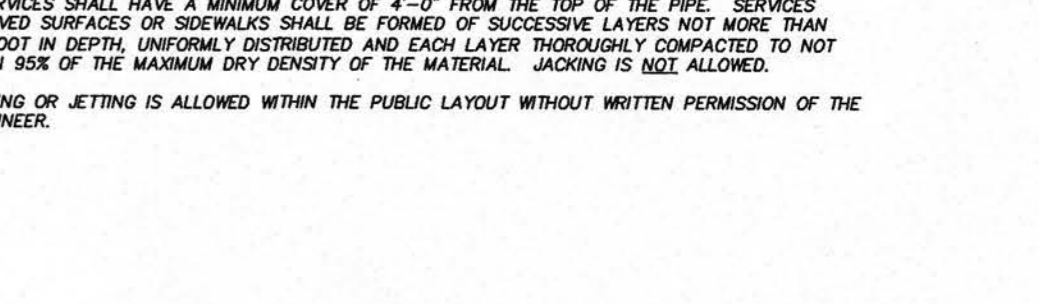 RVICES SHALL HAVE A MINIMUM COVER OF 4'-0" FROM THE TOP OF THE PIPE. SERVICES
VED SURFACES OR SIDEWALKS SHALL BE FORMED OF SUCCESSIVE LAYERS NOT MORE THAN
OOT IN DEPTH, UNIFORMLY DISTRIBUTED AND EACH LAYER THOROUGHLY COMPACTED TO NOT
95% OF THE MAXIMUM DRY DENSITY OF THE MATERIAL. JACKING IS NOT ALLOWED.
NG OR JETTING IS ALLOWED WITHIN THE PUBLIC LAYOUT WITHOUT WRITTEN PERMISSION OF THE
INEER.